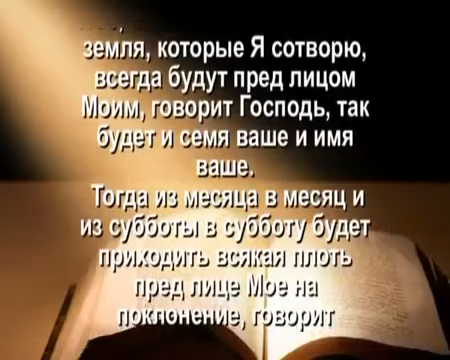 земля, которые Я сотворю,
всегда будут пред лицом
Моим, говорит Господь, так
будет и семя ваше и имя
ваше.
Тогда из месяца в месяц и
из субботы в субботу будет
приходить всякая плоть
пред лице Мое на
поклонение, говорит